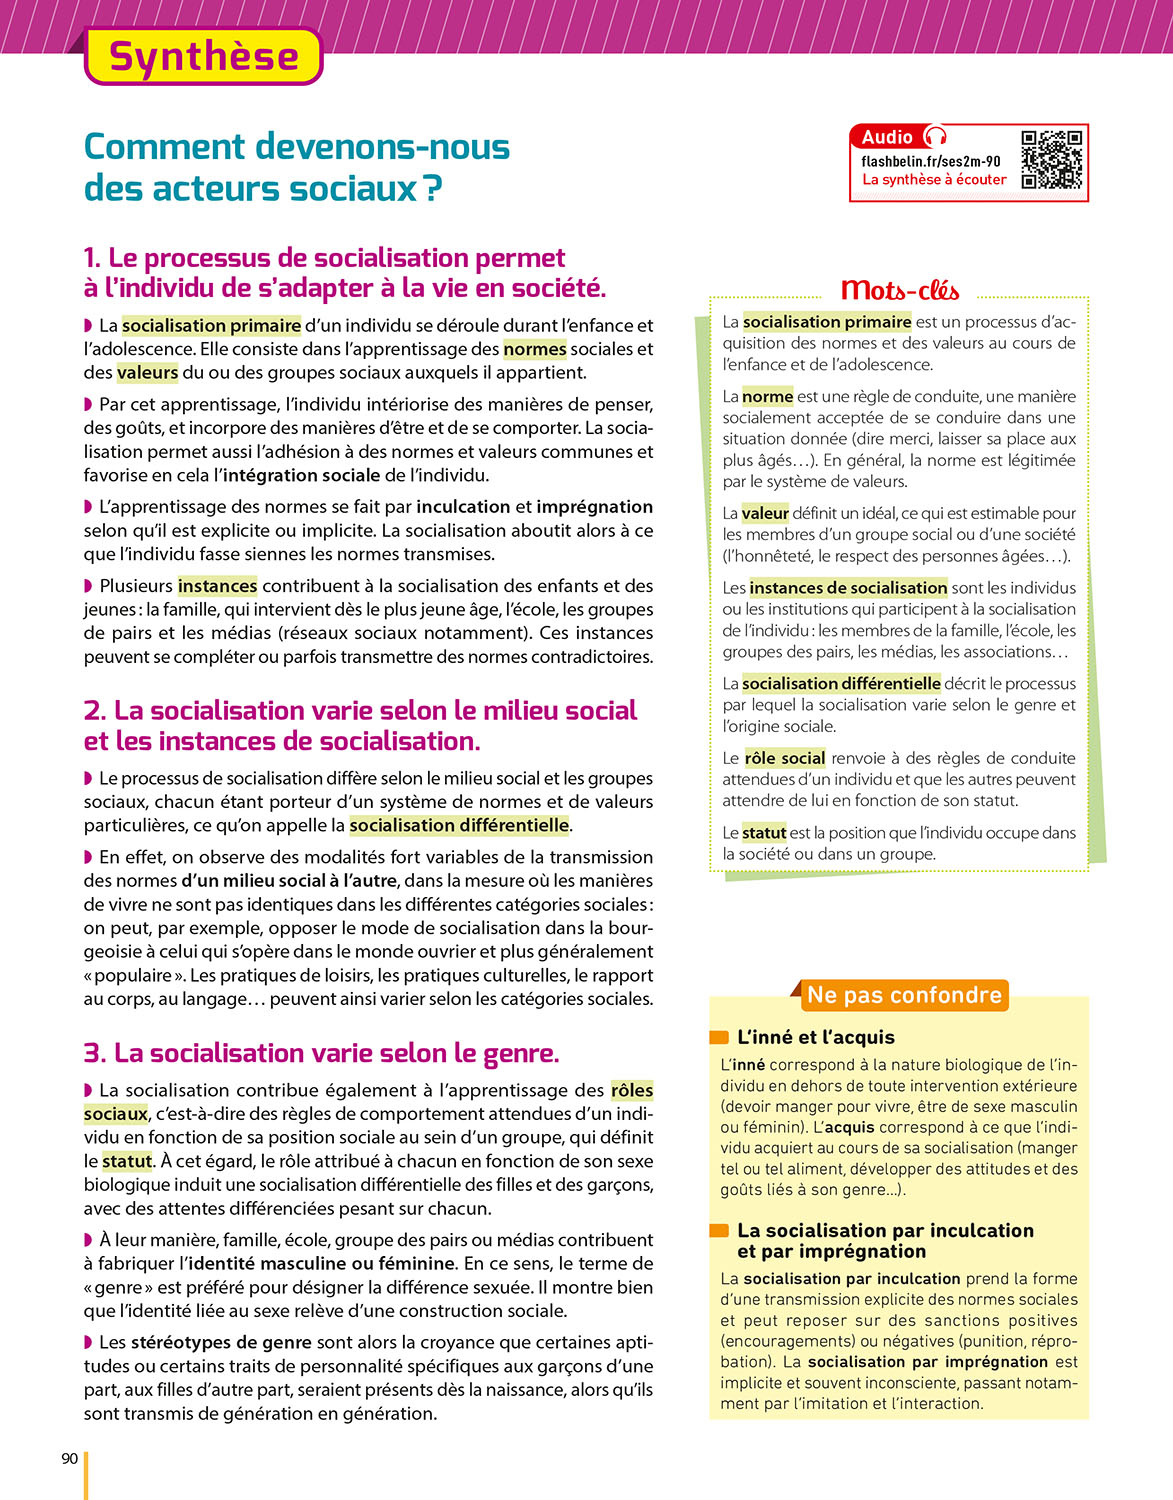 Synthèse
Comment devenons-nous
des acteurs sociaux ?
Audio
flashbelin.fr/ses2m-90
La synthèse à écouter
1. Le processus de socialisation permet
à l’individu de s’adapter à la vie en société.
La socialisation primaire d’un individu se déroule durant l’enfance et
l’adolescence. Elle consiste dans l’apprentissage des normes sociales et
des valeurs du ou des groupes sociaux auxquels il appartient.
Par cet apprentissage, l’individu intériorise des manières de penser,
des goûts, et incorpore des manières d’être et de se comporter. La socia-
lisation permet aussi l’adhésion à des normes et valeurs communes et
favorise en cela l’intégration sociale de l’individu.
L’apprentissage des normes se fait par inculcation et imprégnation
selon qu’il est explicite ou implicite. La socialisation aboutit alors à ce
que l’individu fasse siennes les normes transmises.
Plusieurs instances contribuent à la socialisation des enfants et des
jeunes : la famille, qui intervient dès le plus jeune âge, l’école, les groupes
de pairs et les médias (réseaux sociaux notamment). Ces instances
peuvent se compléter ou parfois transmettre des normes contradictoires.
2. La socialisation varie selon le milieu social
et les instances de socialisation.
Le processus de socialisation diffère selon le milieu social et les groupes
sociaux, chacun étant porteur d’un système de normes et de valeurs
particulières, ce qu’on appelle la socialisation différentielle.
En effet, on observe des modalités fort variables de la transmission
des normes d’un milieu social à l’autre, dans la mesure où les manières
de vivre ne sont pas identiques dans les différentes catégories sociales :
on peut, par exemple, opposer le mode de socialisation dans la bour-
geoisie à celui qui s’opère dans le monde ouvrier et plus généralement
« populaire ». Les pratiques de loisirs, les pratiques culturelles, le rapport
au corps, au langage… peuvent ainsi varier selon les catégories sociales.
3. La socialisation varie selon le genre.
La socialisation contribue également à l’apprentissage des rôles
sociaux, c’est-à-dire des règles de comportement attendues d’un indi-
vidu en fonction de sa position sociale au sein d’un groupe, qui définit
le statut. À cet égard, le rôle attribué à chacun en fonction de son sexe
biologique induit une socialisation différentielle des filles et des garçons,
avec des attentes différenciées pesant sur chacun.
À leur manière, famille, école, groupe des pairs ou médias contribuent
à fabriquer l’identité masculine ou féminine. En ce sens, le terme de
« genre » est préféré pour désigner la différence sexuée. Il montre bien
que l’identité liée au sexe relève d’une construction sociale.
Les stéréotypes de genre sont alors la croyance que certaines apti-
tudes ou certains traits de personnalité spécifiques aux garçons d’une
part, aux filles d’autre part, seraient présents dès la naissance, alors qu’ils
sont transmis de génération en génération.
Mots-clés
La socialisation primaire est un processus d’ac-
quisition des normes et des valeurs au cours de
l’enfance et de l’adolescence.
La norme est une règle de conduite, une manière
socialement acceptée de se conduire dans une
situation donnée (dire merci, laisser sa place aux
plus âgés…). En général, la norme est légitimée
par le système de valeurs.
La valeur définit un idéal, ce qui est estimable pour
les membres d’un groupe social ou d’une société
(l’honnêteté, le respect des personnes âgées…).
Les instances de socialisation sont les individus
ou les institutions qui participent à la socialisation
de l’individu : les membres de la famille, l’école, les
groupes des pairs, les médias, les associations…
La socialisation différentielle décrit le processus
par lequel la socialisation varie selon le genre et
l’origine sociale.
Le rôle social renvoie à des règles de conduite
attendues d’un individu et que les autres peuvent
attendre de lui en fonction de son statut.
Le statut est la position que l’individu occupe dans
la société ou dans un groupe.
Ne pas confondre
L’inné et l’acquis
L’inné correspond à la nature biologique de l’in-
dividu en dehors de toute intervention extérieure
(devoir manger pour vivre, être de sexe masculin
ou féminin). L’acquis correspond à ce que l’indi-
vidu acquiert au cours de sa socialisation (manger
tel ou tel aliment, développer des attitudes et des
goûts liés à son genre...).
La socialisation par inculcation
et par imprégnation
La socialisation par inculcation prend la forme
d’une transmission explicite des normes sociales
et peut reposer sur des sanctions positives
(encouragements) ou négatives (punition, répro-
bation). La socialisation par imprégnation est
implicite et souvent inconsciente, passant notam-
ment par l’imitation et l’interaction.
90